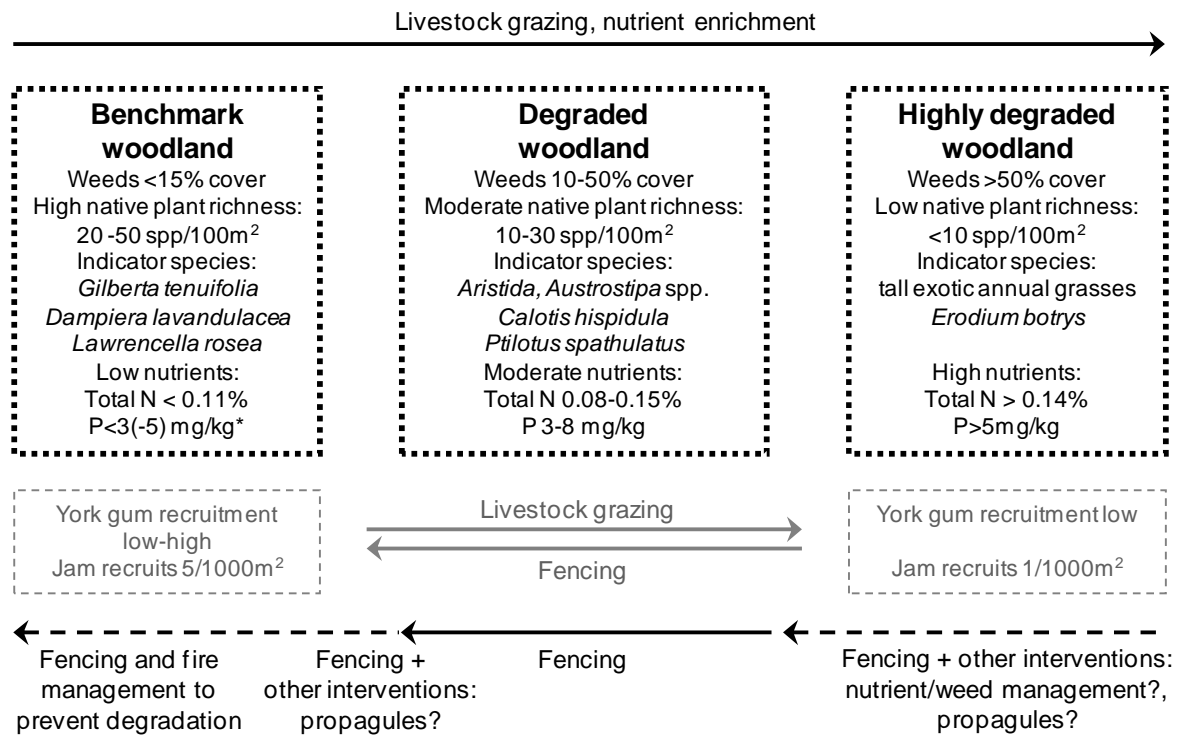 Livestock grazing, nutrient enrichment
Benchmark
woodland
Weeds <15% cover
High native plant richness:
20 -50 spp/100m²
Indicator species:
Gilberta tenuifolia
Dampiera lavandulacea
Lawrencella rosea
Low nutrients:
Total N < 0.11%
P<3(-5) mg/kg*
Degraded
woodland
Weeds 10-50% cover
Moderate native plant richness:
10-30 spp/100m²
Indicator species:
Aristida, Austrostipa spp.
Calotis hispidula
Ptilotus spathulatus
Moderate nutrients:
Total N 0.08-0.15%
P 3-8 mg/kg
Highly degraded
woodland
Weeds >50% cover
Low native plant richness:
<10 spp/100m²
Indicator species:
tall exotic annual grasses
Erodium botrys
High nutrients:
Total N > 0.14%
P>5mg/kg
York gum recruitment
low-high
Jam recruits 5/1000m²
Livestock grazing
Fencing
York gum recruitment low
Jam recruits 1/1000m²
Fencing and fire
management to
prevent degradation
Fencing +
other interventions:
propagules?
Fencing
Fencing + other interventions:
nutrient/weed management?,
propagules?